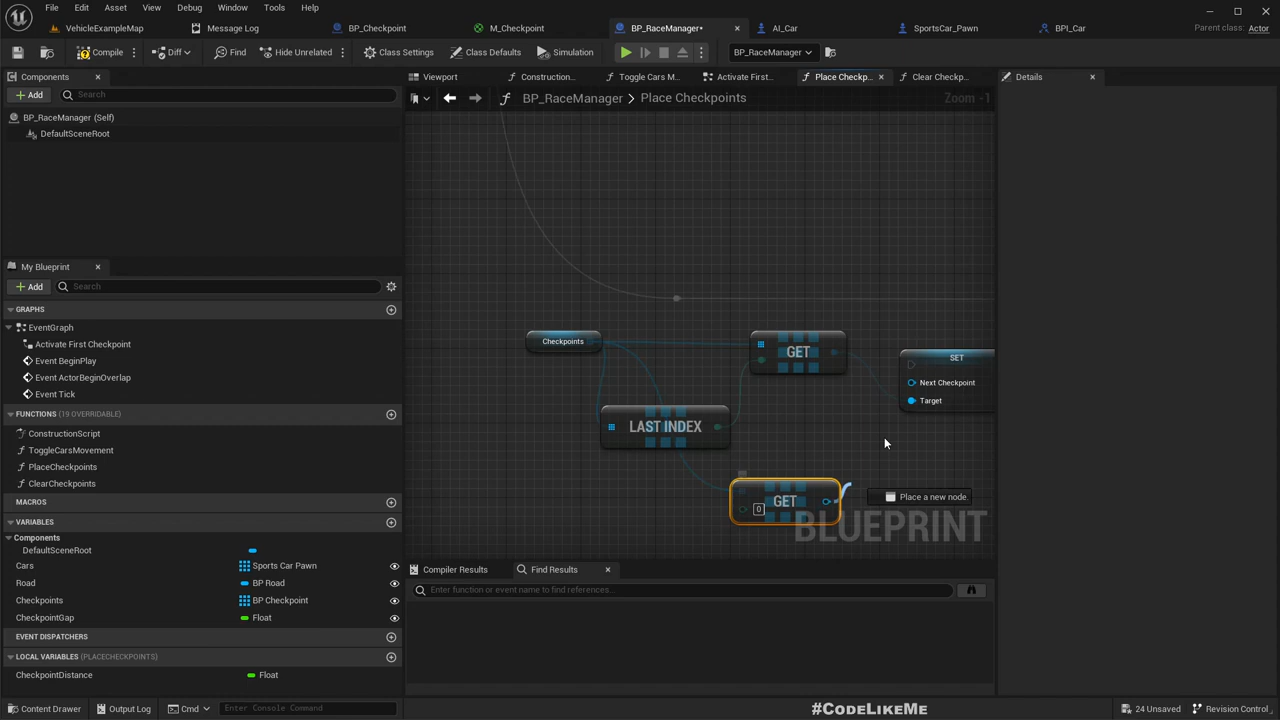 File Edit Asset View Debug Window Tools Help
VehicleExampleMap Message Log BP_Checkpoint M_Checkpoint BP_RaceManager• AI_Car SportsCar_Pawn BPI_Car Parent class: Actor
Compile Diff Find Hide Unrelated Class Settings Class Defaults Simulation BP_RaceManager
Components Viewport Construction... Toggle Cars M... Activate First... Place Checkp... Clear Checkp... Details
Add Search BP_RaceManager > Place Checkpoints Zoom -1
BP_RaceManager (Self)
DefaultSceneRoot
My Blueprint
Add Search
GRAPHS
EventGraph
Activate First Checkpoint
Event BeginPlay
Event ActorBeginOverlap
Event Tick
FUNCTIONS (19 OVERRIDABLE)
ConstructionScript
ToggleCarsMovement
PlaceCheckpoints
ClearCheckpoints
MACROS
VARIABLES
Components
DefaultSceneRoot
Cars Sports Car Pawn
Road BP Road
Checkpoints BP Checkpoint
CheckpointGap Float
EVENT DISPATCHERS
LOCAL VARIABLES (PLACECHECKPOINTS)
CheckpointDistance Float
Checkpoints
GET
SET
Next Checkpoint
Target
LAST INDEX
GET
0
Place a new node.
BLUEPRINT
Compiler Results Find Results
Enter function or event name to find references...
Content Drawer Output Log Cmd Enter Console Command #CODELIKEME 24 Unsaved Revision Control